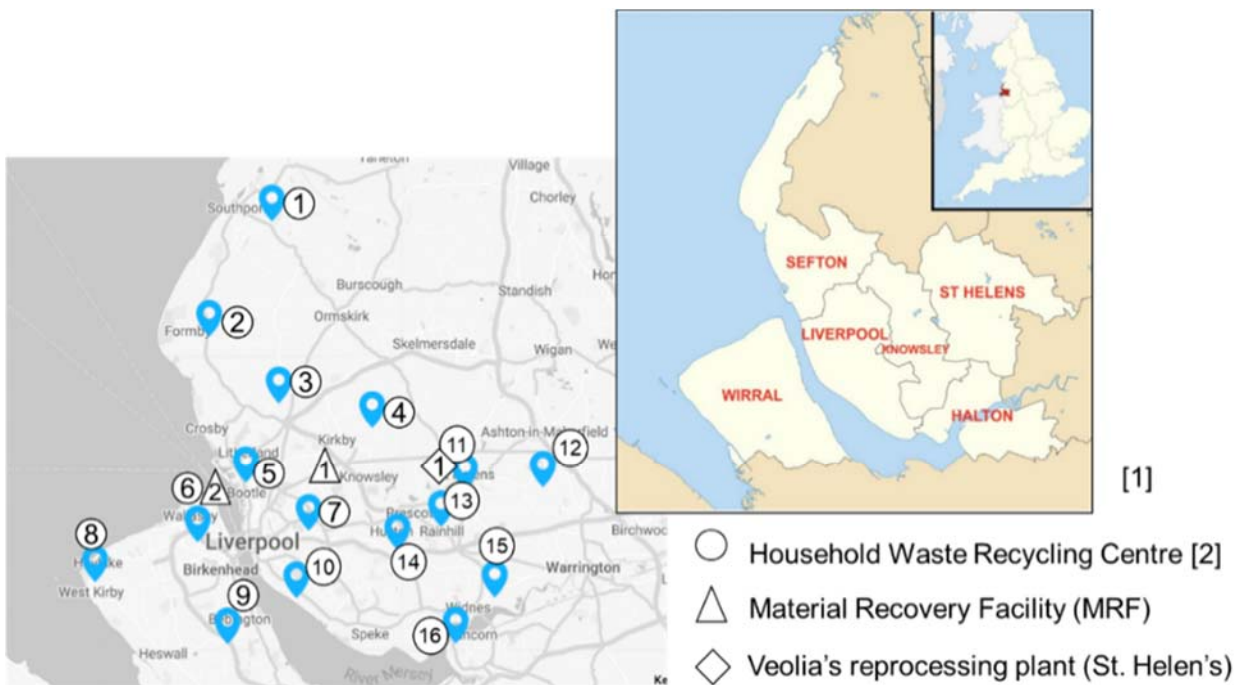 Tarleton
Village
Chorley
Southport
1
Burscough
Standish
Ormskirk
Formby
2
Skelmersdale
Wigan
3
4
Crosby
Kirkby
11
Ashton-in-Makerfield
12
Litherland
5
1
Knowsley
1
6
2
Bootle
13
Wallasey
7
Prescot
Rainhill
Birchwood
8
Liverpool
14
15
Hoylake
Birkenhead
10
Warrington
West Kirby
9
Widnes
Bebington
16
Speke
Runcorn
Heswall
River Mersey
SEFTON
ST HELENS
LIVERPOOL
KNOWSLEY
WIRRAL
HALTON
[1]
Household Waste Recycling Centre [2]
Material Recovery Facility (MRF)
Veolia's reprocessing plant (St. Helen's)